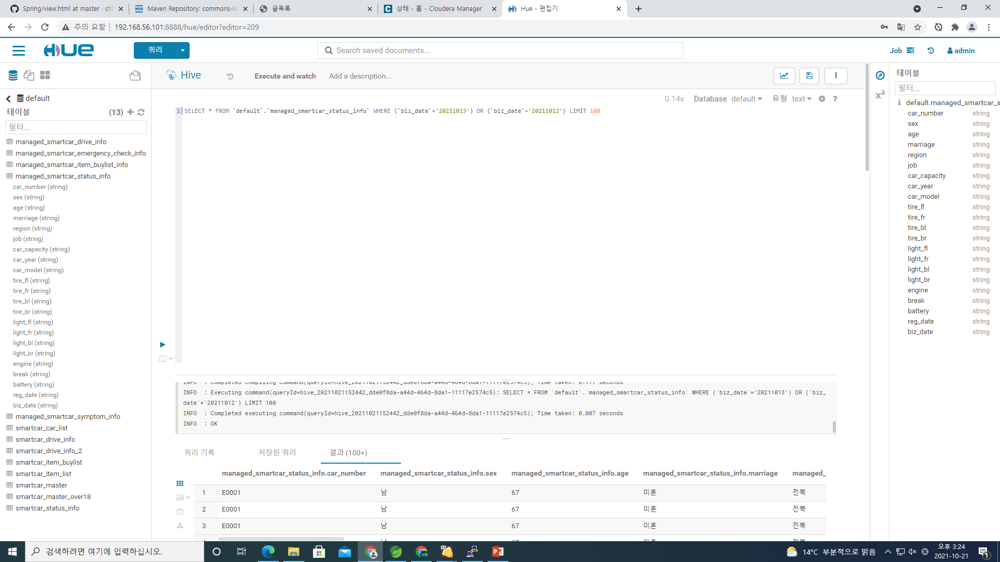 Spring/view.html at master · chh
Maven Repository: commons-io
글목록
상태 - 홈 - Cloudera Manager
Hue - 편집기
주의 요함 192.168.56.101:8888/hue/editor?editor=209
HUE
쿼리
Search saved documents...
Job
admin
Hive
Execute and watch
Add a description...
테이블
필터...
default
0.14s Database default 유형 text ?
x²
테이블 (13)
필터...
1 SELECT * FROM `default`.`managed_smartcar_status_info` WHERE (`biz_date`='20211013') OR (`biz_date`='20211012') LIMIT 100
managed_smartcar_drive_info
managed_smartcar_emergency_check_info
managed_smartcar_item_buylist_info
managed_smartcar_status_info
car_number (string)
sex (string)
age (string)
marriage (string)
region (string)
job (string)
car_capacity (string)
car_year (string)
car_model (string)
tire_fl (string)
tire_fr (string)
tire_bl (string)
tire_br (string)
light_fl (string)
light_fr (string)
light_bl (string)
light_br (string)
engine (string)
break (string)
battery (string)
reg_date (string)
biz_date (string)
managed_smartcar_symptom_info
smartcar_car_list
smartcar_drive_info
smartcar_drive_info_2
smartcar_item_buylist
smartcar_item_list
smartcar_master
smartcar_master_over18
smartcar_status_info
default.managed_smartcar_s
car_number string
sex string
age string
marriage string
region string
job string
car_capacity string
car_year string
car_model string
tire_fl string
tire_fr string
tire_bl string
tire_br string
light_fl string
light_fr string
light_bl string
light_br string
engine string
break string
battery string
reg_date string
biz_date string
INFO : Completed compiling command(queryId=hive_20211021152442_dde0f8da-a44d-464d-8da1-11117e2574c5); Time taken: 0.177 seconds
INFO : Executing command(queryId=hive_20211021152442_dde0f8da-a44d-464d-8da1-11117e2574c5): SELECT * FROM `default`.`managed_smartcar_status_info` WHERE (`biz_date`='20211013') OR (`biz_
date`='20211012') LIMIT 100
INFO : Completed executing command(queryId=hive_20211021152442_dde0f8da-a44d-464d-8da1-11117e2574c5); Time taken: 0.007 seconds
INFO : OK
쿼리 기록
저장된 쿼리
결과 (100+)
managed_smartcar_status_info.car_number managed_smartcar_status_info.sex managed_smartcar_status_info.age managed_smartcar_status_info.marriage managed_
1 E0001 남 67 미혼 전북
2 E0001 남 67 미혼 전북
3 E0001 남 67 미혼 전북
검색하려면 여기에 입력하십시오.
14°C 부분적으로 맑음
오후 3:24
2021-10-21
1